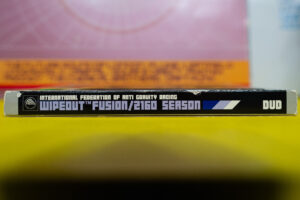 INTERNATIONAL FEDERATION OF ANTI GRAVITY RACING
WIPEOUT™ FUSION/2160 SEASON
DVD